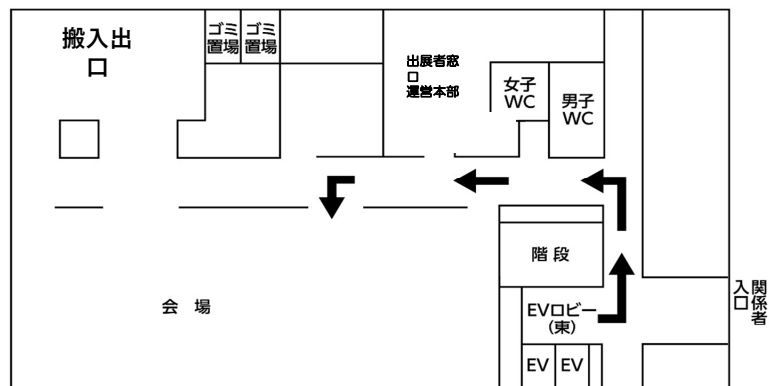 搬入出
口
ゴミ
置場
ゴミ
置場
出展者窓
口
運営本部
女子
WC
男子
WC
階 段
会 場
EVロビー
(東)
EV
EV
関係者
入口